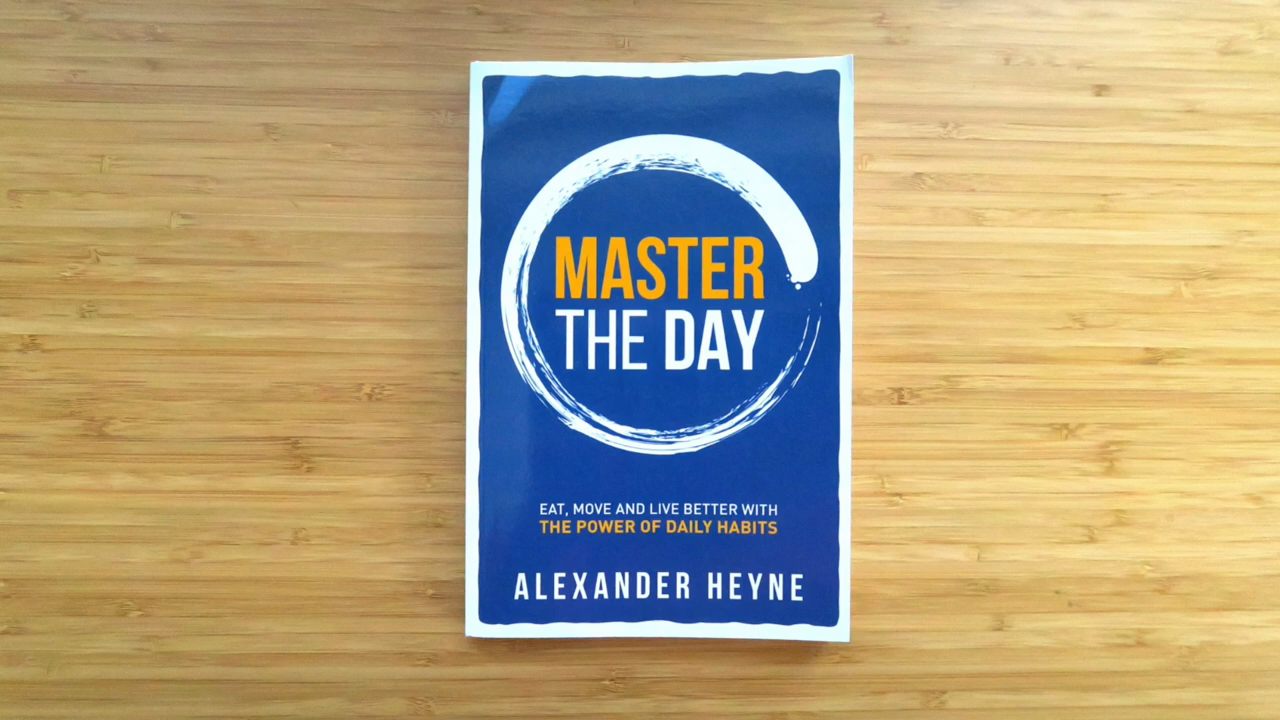 MASTER
THE DAY
EAT, MOVE AND LIVE BETTER WITH
THE POWER OF DAILY HABITS
ALEXANDER HEYNE